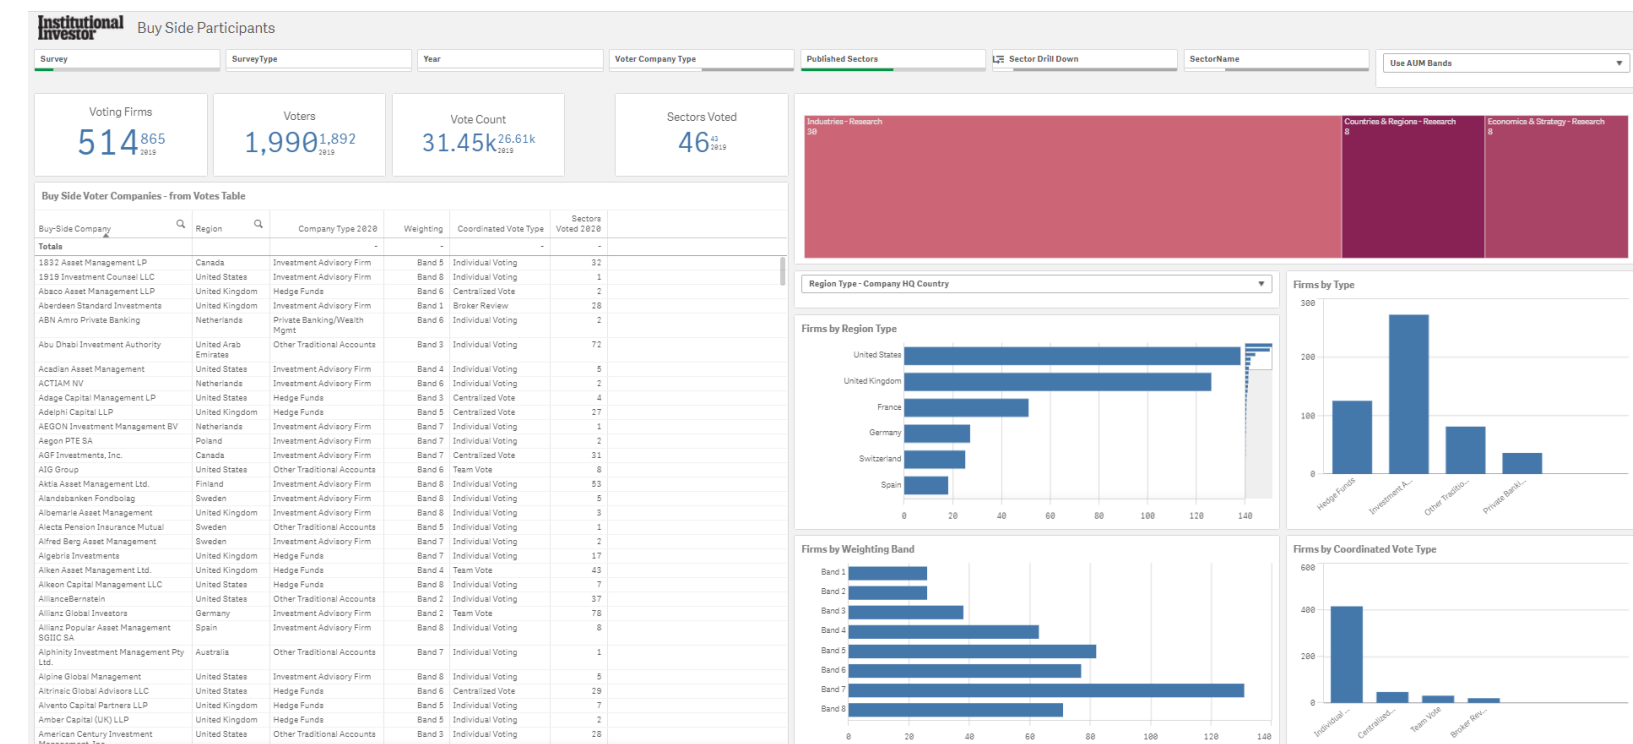 Institutional
Investor
Buy Side Participants
Survey
SurveyType
Year
Voter Company Type
Published Sectors
Sector Drill Down
SectorName
Use AUM Bands
Voting Firms
514 865
2019
Voters
1,990 1,892
2019
Vote Count
31.45k 26.61k
2019
Sectors Voted
46 43
2019
Industries - Research
30
Countries & Regions - Research
8
Economics & Strategy - Research
8
Buy Side Voter Companies - from Votes Table
Buy-Side Company Region Company Type 2020 Weighting Coordinated Vote Type Sectors Voted 2020
Totals - - - -
1832 Asset Management LP Canada Investment Advisory Firm Band 5 Individual Voting 32
1919 Investment Counsel LLC United States Investment Advisory Firm Band 8 Individual Voting 1
Abaco Asset Management LLP United Kingdom Hedge Funds Band 6 Centralized Vote 2
Aberdeen Standard Investments United Kingdom Investment Advisory Firm Band 1 Broker Review 28
ABN Amro Private Banking Netherlands Private Banking/Wealth Mgmt Band 6 Individual Voting 2
Abu Dhabi Investment Authority United Arab Emirates Other Traditional Accounts Band 3 Individual Voting 72
Acadian Asset Management United States Investment Advisory Firm Band 4 Individual Voting 5
ACTIAM NV Netherlands Investment Advisory Firm Band 6 Individual Voting 2
Adage Capital Management LP United States Hedge Funds Band 3 Centralized Vote 4
Adelphi Capital LLP United Kingdom Hedge Funds Band 5 Centralized Vote 27
AEGON Investment Management BV Netherlands Investment Advisory Firm Band 7 Individual Voting 1
Aegon PTE SA Poland Investment Advisory Firm Band 7 Individual Voting 2
AGF Investments, Inc. Canada Investment Advisory Firm Band 7 Centralized Vote 31
AIG Group United States Other Traditional Accounts Band 6 Team Vote 8
Aktia Asset Management Ltd. Finland Investment Advisory Firm Band 8 Individual Voting 53
Alandsbanken Fondbolag Sweden Investment Advisory Firm Band 8 Individual Voting 5
Albemarle Asset Management United Kingdom Investment Advisory Firm Band 8 Individual Voting 3
Alecta Pension Insurance Mutual Sweden Other Traditional Accounts Band 5 Individual Voting 1
Alfred Berg Asset Management Sweden Investment Advisory Firm Band 7 Individual Voting 2
Algebris Investments United Kingdom Hedge Funds Band 7 Individual Voting 17
Alken Asset Management Ltd. United Kingdom Hedge Funds Band 4 Team Vote 43
Alkeon Capital Management LLC United States Hedge Funds Band 8 Individual Voting 7
AllianceBernstein United States Other Traditional Accounts Band 2 Individual Voting 37
Allianz Global Investors Germany Investment Advisory Firm Band 2 Team Vote 78
Allianz Popular Asset Management SGIIC SA Spain Investment Advisory Firm Band 8 Individual Voting 8
Alphinity Investment Management Pty Ltd. Australia Other Traditional Accounts Band 7 Individual Voting 1
Alpine Global Management United States Investment Advisory Firm Band 8 Individual Voting 5
Altrinsic Global Advisors LLC United States Hedge Funds Band 6 Centralized Vote 29
Alvento Capital Partners LLP United Kingdom Hedge Funds Band 5 Individual Voting 7
Amber Capital (UK) LLP United Kingdom Hedge Funds Band 5 Individual Voting 2
American Century Investment Management, Inc. United States Other Traditional Accounts Band 3 Individual Voting 28
Region Type - Company HQ Country
Firms by Region Type
United States
United Kingdom
France
Germany
Switzerland
Spain
0 20 40 60 80 100 120 140
Firms by Type
300
200
100
0
Hedge Funds
Investment A...
Other Traditio...
Private Banki...
Firms by Weighting Band
Band 1
Band 2
Band 3
Band 4
Band 5
Band 6
Band 7
Band 8
0 20 40 60 80 100 120 140
Firms by Coordinated Vote Type
600
400
200
0
Individual ...
Centralized...
Team Vote
Broker Rev...